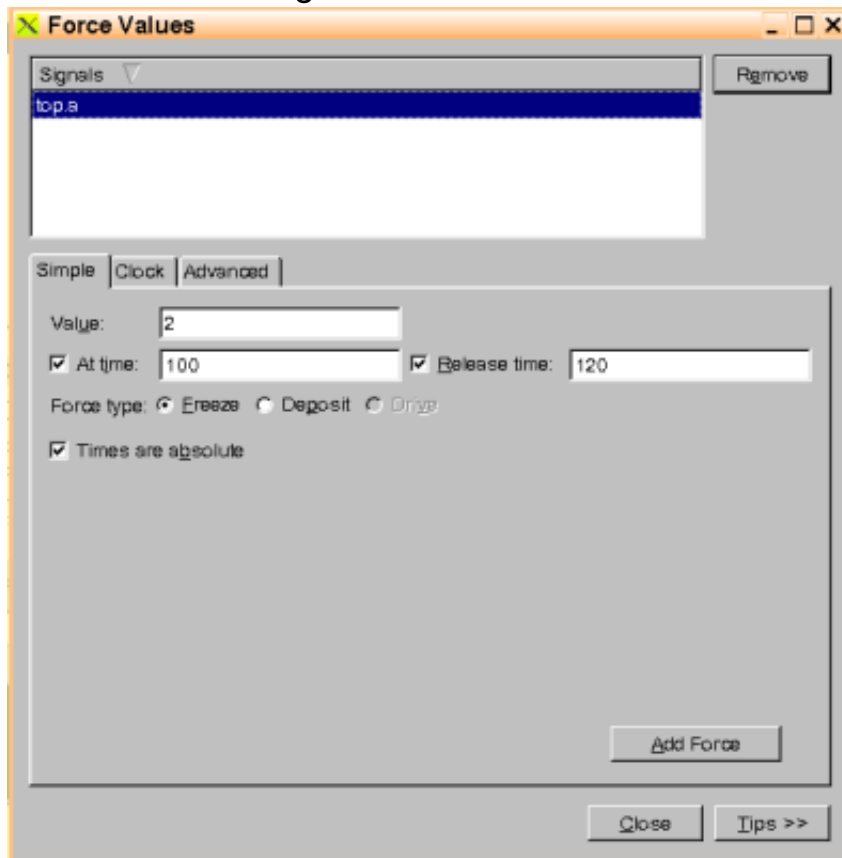 Force Values
Signals
Remove
top.a
Simple Clock Advanced
Value: 2
At time: 100 Release time: 120
Force type: Freeze Deposit Drive
Times are absolute
Add Force
Close Tips >>